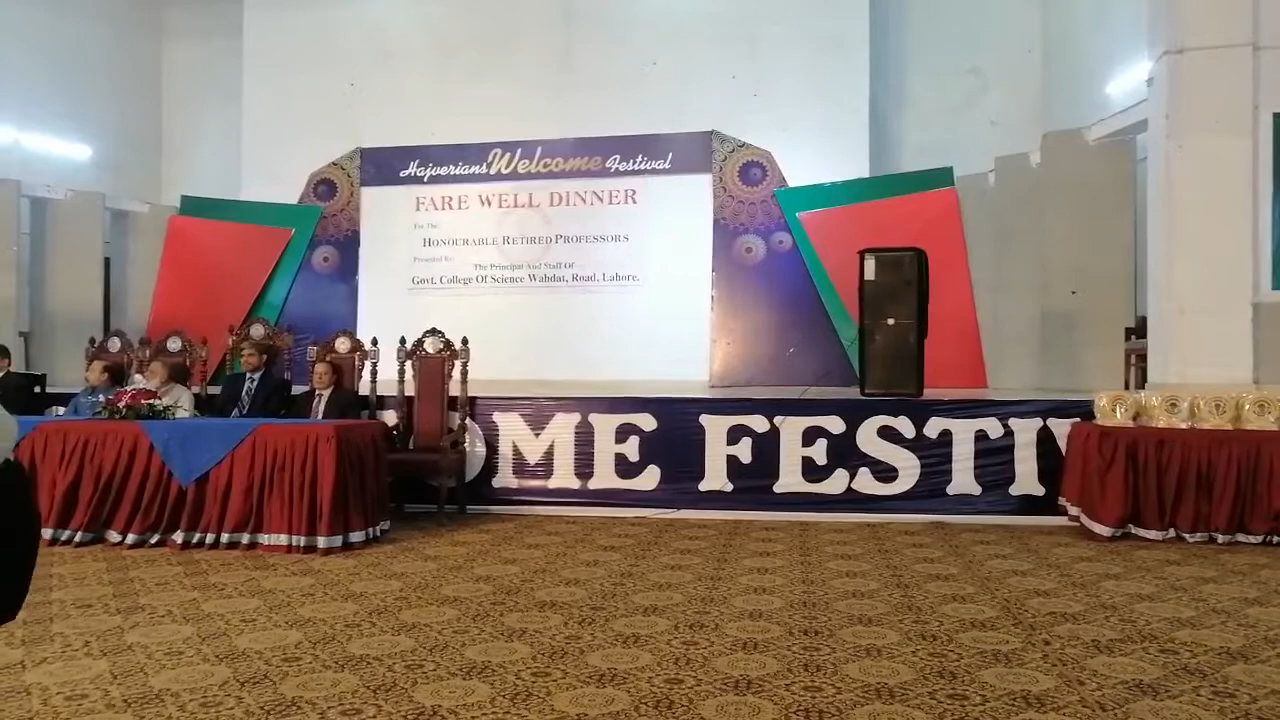 Hajverians Welcome Festival
FARE WELL DINNER
For The:
HONOURABLE RETIRED PROFESSORS
Presented By:
The Principal And Staff Of
Govt. College Of Science Wahdat, Road, Lahore.
OME FESTIV